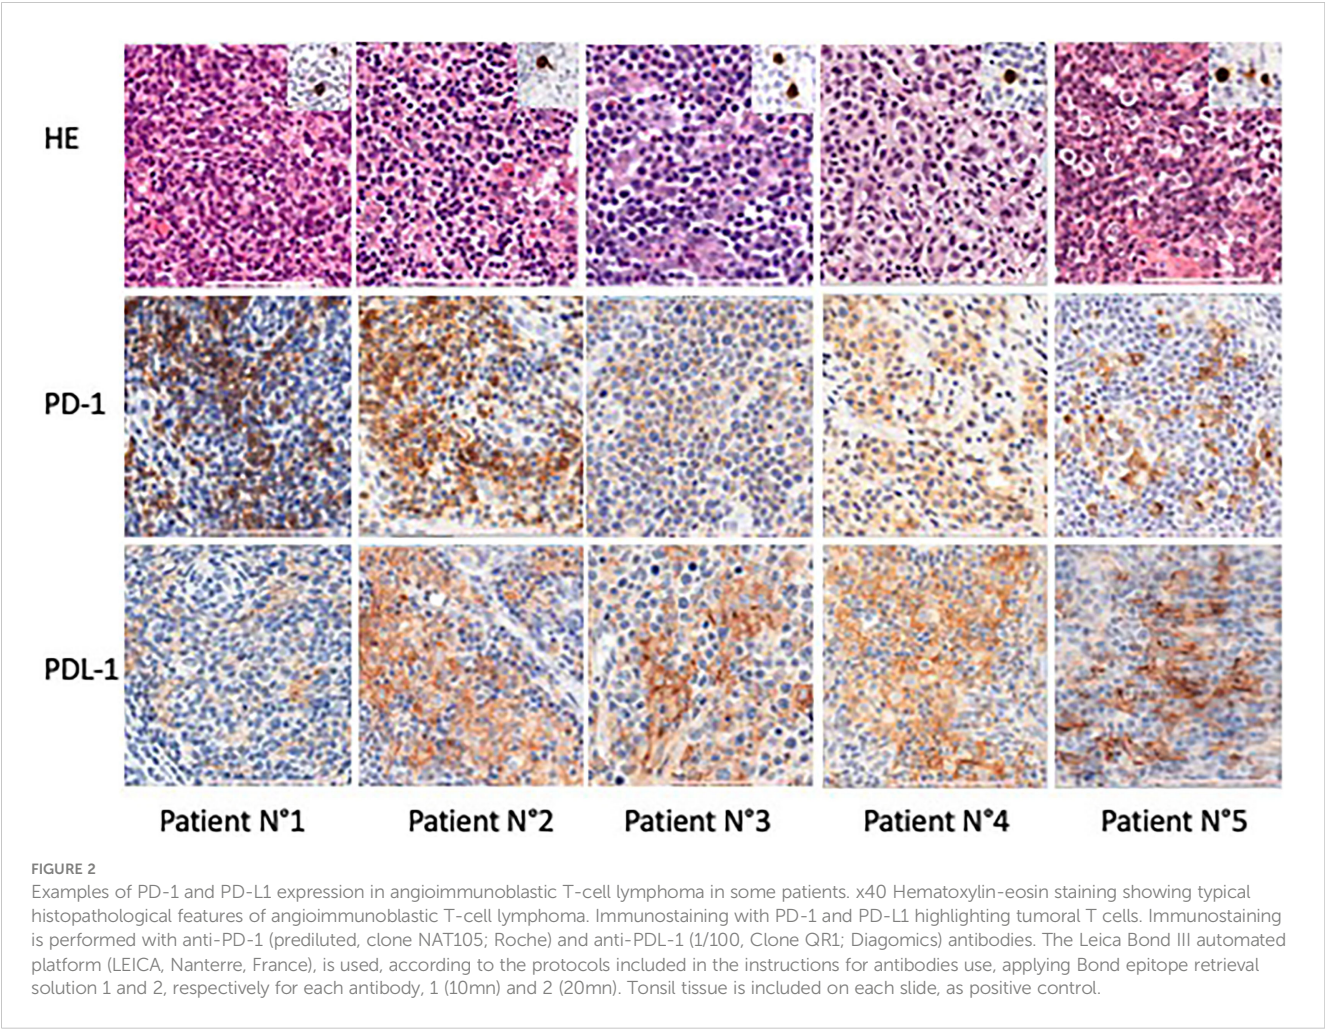 HE
PD-1
PDL-1
Patient N°1
Patient N°2
Patient N°3
Patient N°4
Patient N°5
FIGURE 2
Examples of PD-1 and PD-L1 expression in angioimmunoblastic T-cell lymphoma in some patients. x40 Hematoxylin-eosin staining showing typical
histopathological features of angioimmunoblastic T-cell lymphoma. Immunostaining with PD-1 and PD-L1 highlighting tumoral T cells. Immunostaining
is performed with anti-PD-1 (prediluted, clone NAT105; Roche) and anti-PDL-1 (1/100, Clone QR1; Diagomics) antibodies. The Leica Bond III automated
platform (LEICA, Nanterre, France), is used, according to the protocols included in the instructions for antibodies use, applying Bond epitope retrieval
solution 1 and 2, respectively for each antibody, 1 (10mn) and 2 (20mn). Tonsil tissue is included on each slide, as positive control.